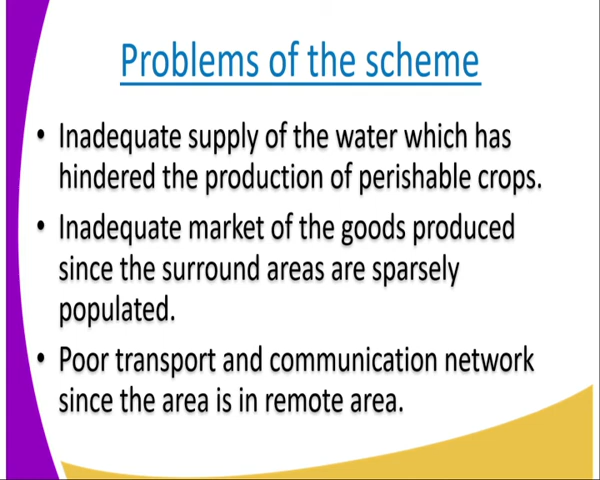 Problems of the scheme
• Inadequate supply of the water which has
hindered the production of perishable crops.
• Inadequate market of the goods produced
since the surround areas are sparsely
populated.
• Poor transport and communication network
since the area is in remote area.